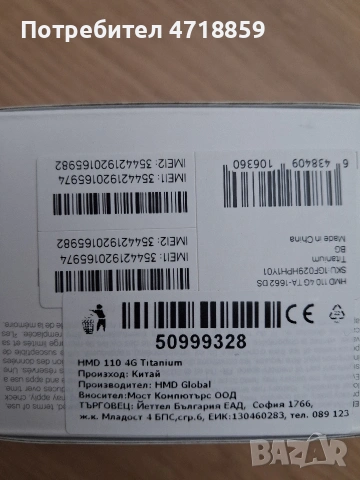 Потребител 4718859
IMEI2: 354421920165982
IMEI1: 354421920165974
IMEI2: 354421920165982
IMEI1: 354421920165974
6 438409 106360
Made in China
BG
Titanium
SKU:1GF029HPH1Y01
HMD 110 4G TA-1662 DS
50999328
HMD 110 4G Titanium
Произход: Китай
Производител: HMD Global
Вносител:Мост Компютърс ООД
ТЪРГОВЕЦ: Йеттел България ЕАД, София 1766,
ж.к. Младост 4 БПС,сгр.6, ЕИК:130460283, тел. 089 123
BAZAR